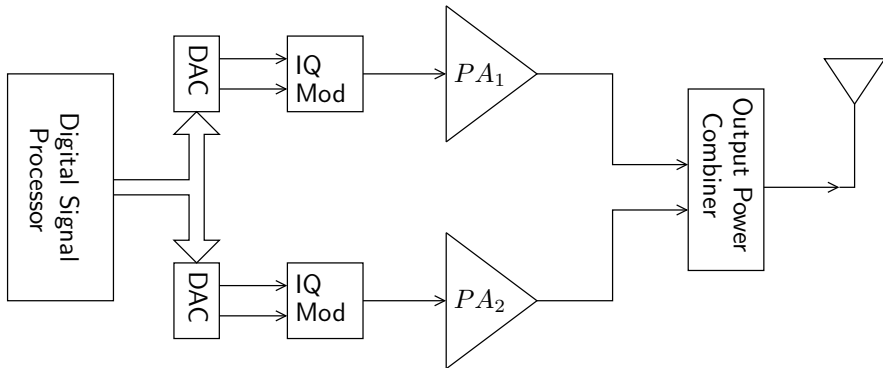 Digital Signal
Processor
DAC
IQ
Mod
PA₁
DAC
IQ
Mod
PA₂
Output Power
Combiner